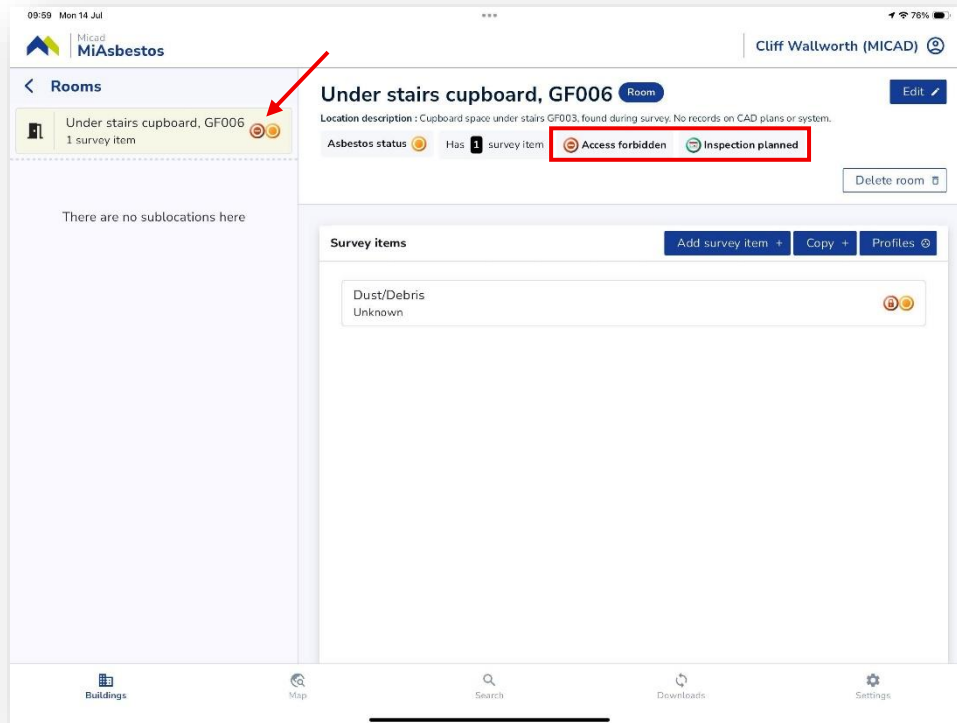 09:59 Mon 14 Jul
76%
Micad
MiAsbestos
Cliff Wallworth (MICAD)
Rooms
Under stairs cupboard, GF006
1 survey item
There are no sublocations here
Under stairs cupboard, GF006 Room
Edit
Location description : Cupboard space under stairs GF003, found during survey. No records on CAD plans or system.
Asbestos status Has 1 survey item Access forbidden Inspection planned
Delete room
Survey items
Add survey item + Copy + Profiles
Dust/Debris
Unknown
Buildings Map Search Downloads Settings